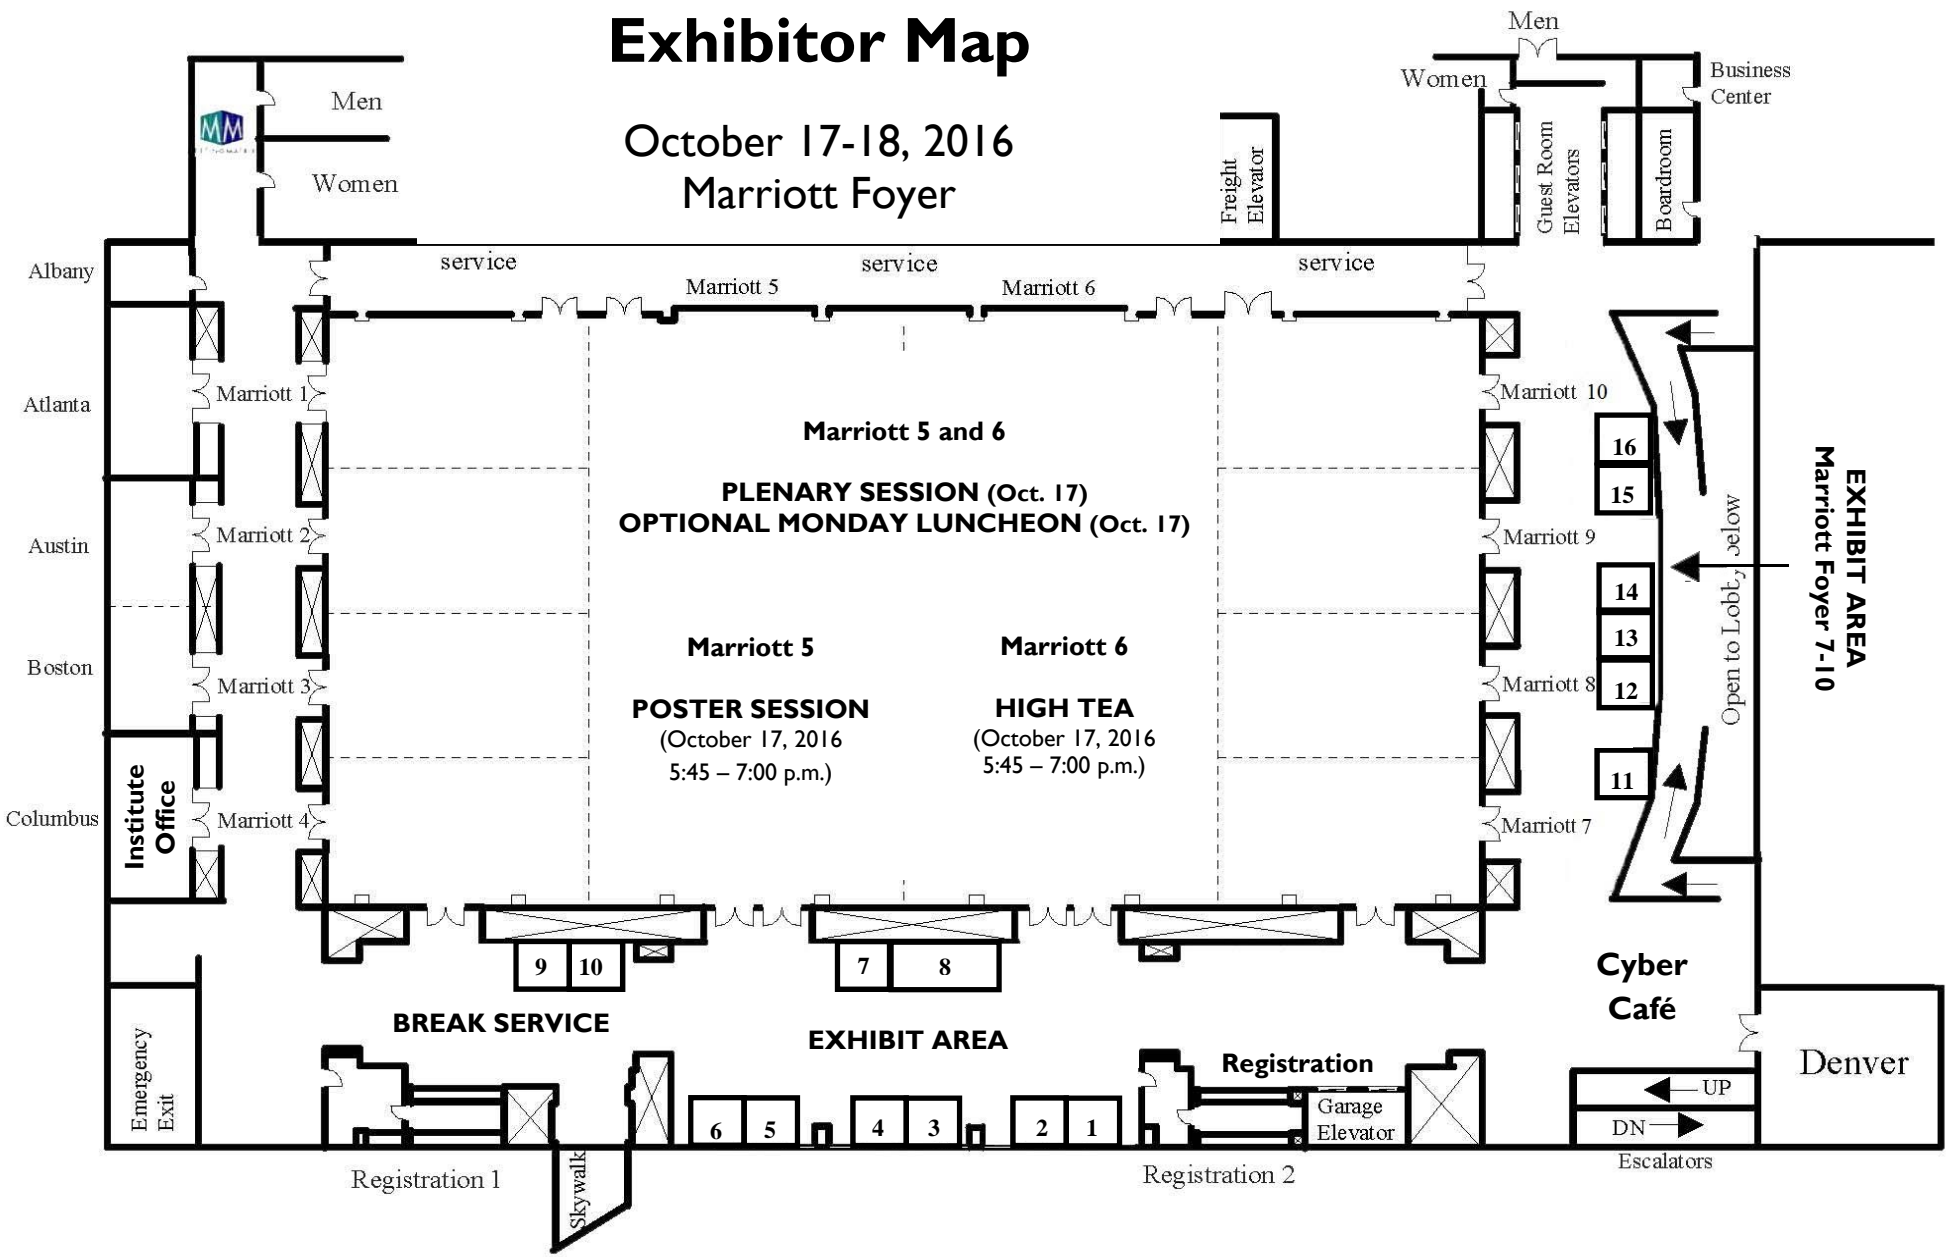 Exhibitor Map
October 17-18, 2016
Marriott Foyer
Men
Women
Men
Women
Business
Center
Freight
Elevator
Guest Room
Elevators
Boardroom
MM
Albany
service
service
service
Marriott 5
Marriott 6
Atlanta
Marriott 1
Marriott 10
Marriott 5 and 6
16
PLENARY SESSION (Oct. 17)
OPTIONAL MONDAY LUNCHEON (Oct. 17)
15
Austin
Marriott 2
Marriott 9
14
13
12
11
Open to Lobby below
EXHIBIT AREA
Marriott Foyer 7-10
Boston
Marriott 3
Marriott 8
Marriott 5
POSTER SESSION
(October 17, 2016
5:45 – 7:00 p.m.)
Marriott 6
HIGH TEA
(October 17, 2016
5:45 – 7:00 p.m.)
Columbus
Institute
Office
Marriott 4
Marriott 7
9
10
7
8
Cyber
Café
BREAK SERVICE
EXHIBIT AREA
Registration
Denver
Emergency
Exit
6
5
4
3
2
1
Garage
Elevator
UP
DN
Escalators
Registration 1
Skywalk
Registration 2